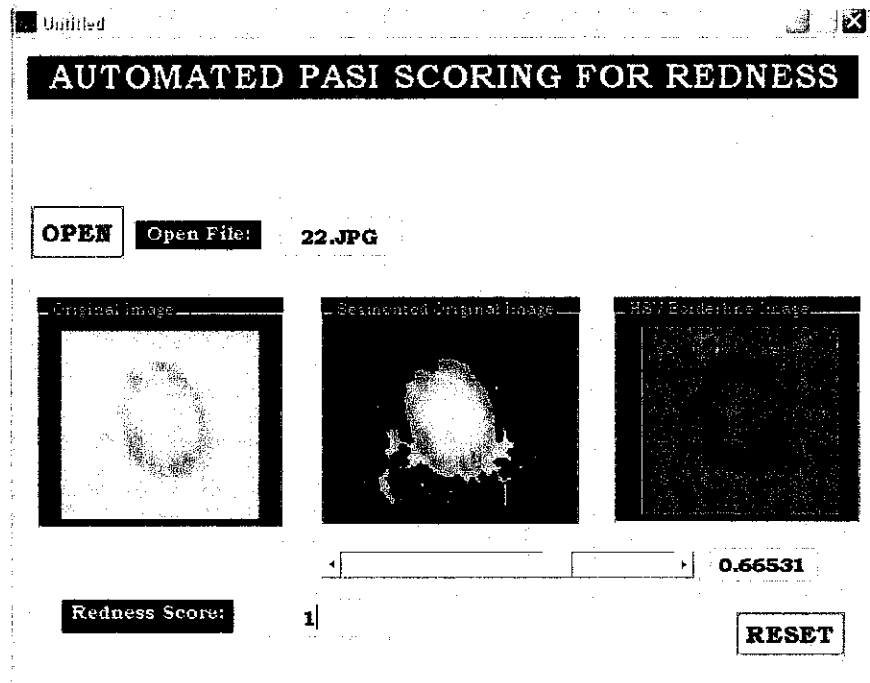 Untitled
AUTOMATED PASI SCORING FOR REDNESS
OPEN Open File: 22.JPG
Original Image Segmented Original Image HSV Borderline Image
0.66531
Redness Score: 1
RESET